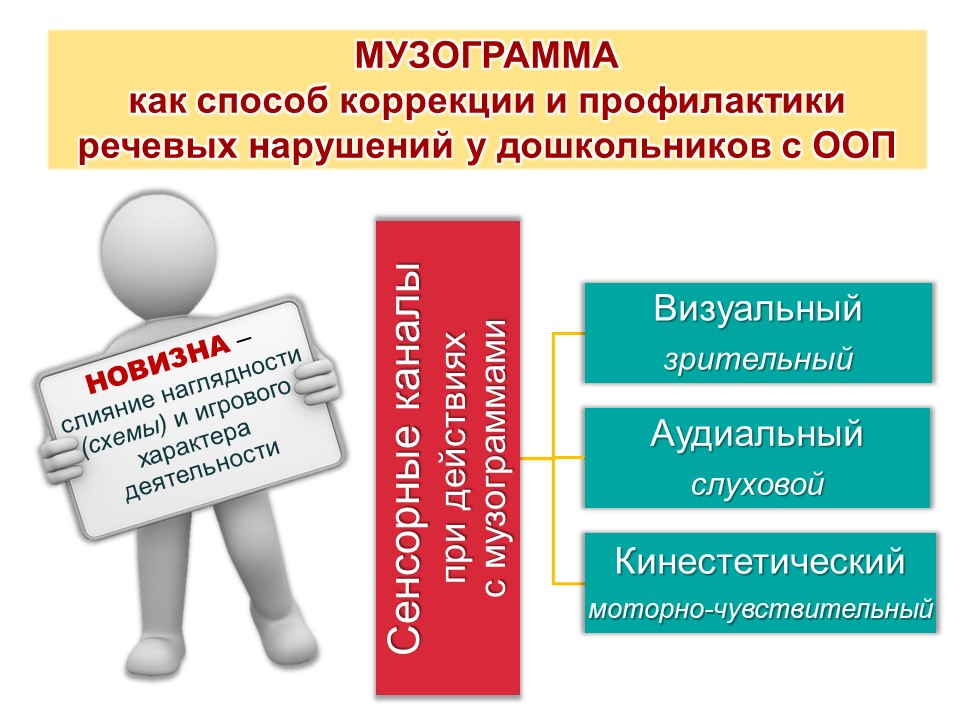 МУЗОГРАММА
как способ коррекции и профилактики
речевых нарушений у дошкольников с ООП
НОВИЗНА –
слияние наглядности
(схемы) и игрового
характера
деятельности
Сенсорные каналы
при действиях
с музограммами
Визуальный
зрительный
Аудиальный
слуховой
Кинестетический
моторно-чувствительный